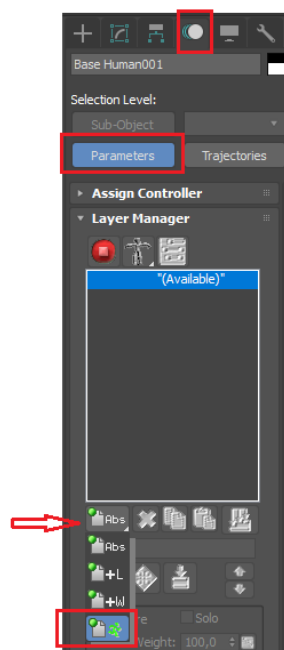 Base Human001
Selection Level:
Sub-Object
Parameters Trajectories
Assign Controller
Layer Manager
"(Available)"
Abs
Abs
+L
+W
re Solo
Weight: 100,0